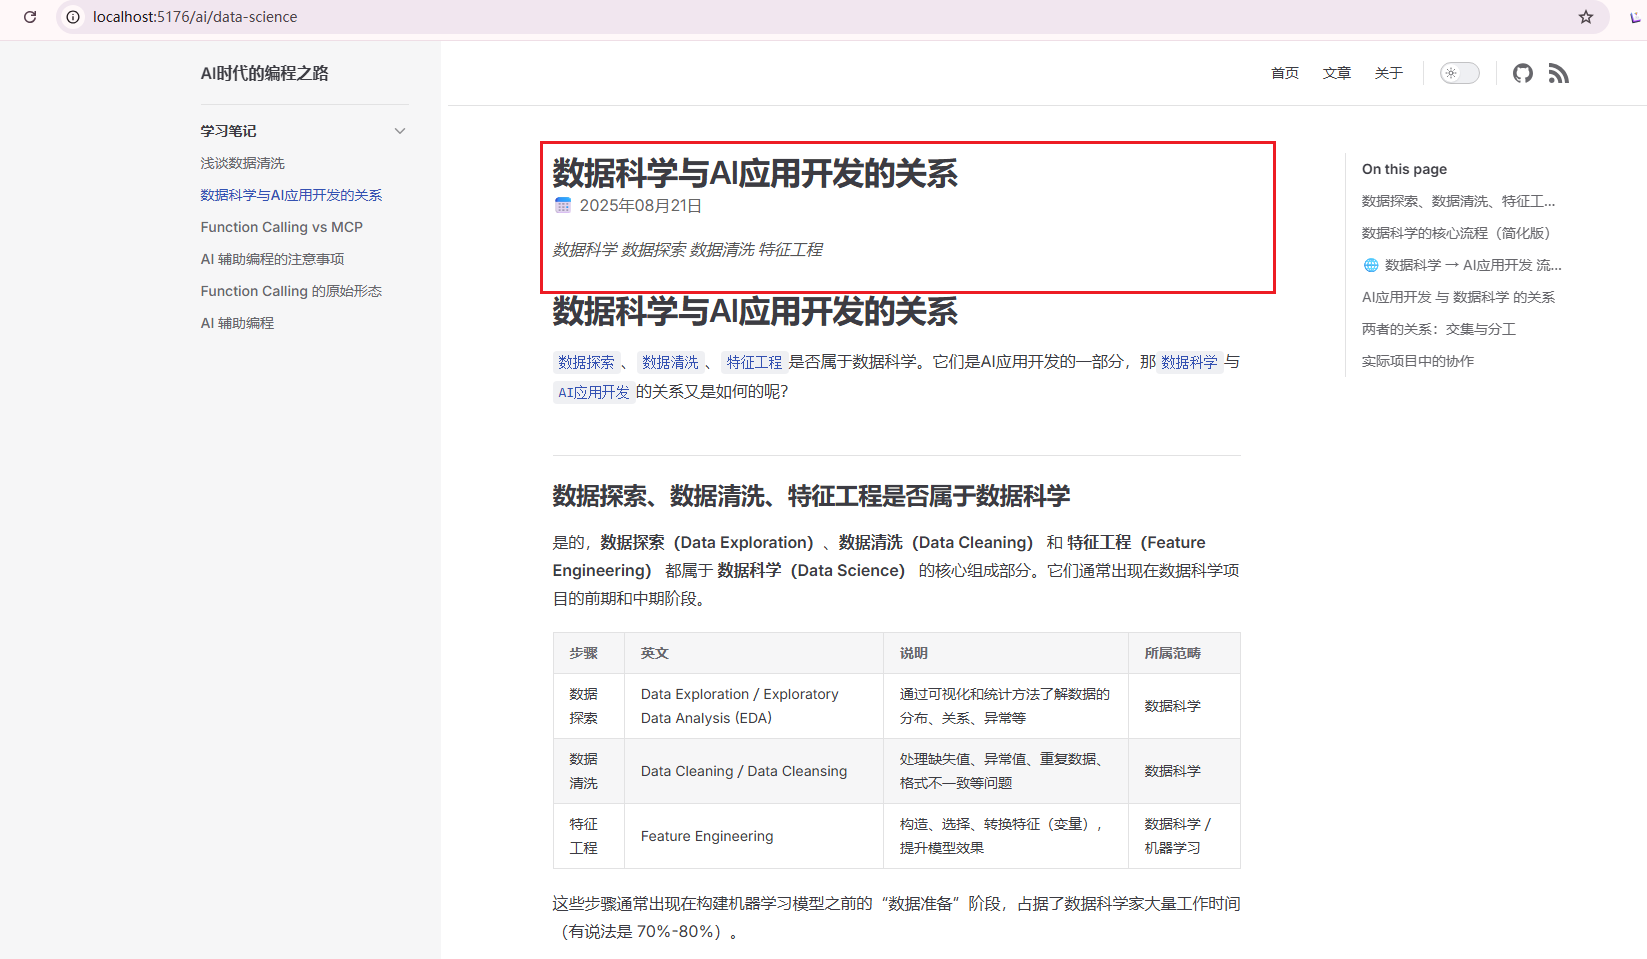 localhost:5176/ai/data-science
AI时代的编程之路
学习笔记
浅谈数据清洗
数据科学与AI应用开发的关系
Function Calling vs MCP
AI 辅助编程的注意事项
Function Calling 的原始形态
AI 辅助编程
首页 文章 关于
数据科学与AI应用开发的关系
2025年08月21日
数据科学 数据探索 数据清洗 特征工程
数据科学与AI应用开发的关系
数据探索、数据清洗、特征工程是否属于数据科学。它们是AI应用开发的一部分，那数据科学与
AI应用开发的关系又是如何的呢？
数据探索、数据清洗、特征工程是否属于数据科学
是的，数据探索（Data Exploration）、数据清洗（Data Cleaning） 和 特征工程（Feature
Engineering） 都属于 数据科学（Data Science） 的核心组成部分。它们通常出现在数据科学项
目的前期和中期阶段。
步骤 英文 说明 所属范畴
数据
探索
Data Exploration / Exploratory
Data Analysis (EDA)
通过可视化和统计方法了解数据的
分布、关系、异常等
数据科学
数据
清洗
Data Cleaning / Data Cleansing
处理缺失值、异常值、重复数据、
格式不一致等问题
数据科学
特征
工程
Feature Engineering
构造、选择、转换特征（变量），
提升模型效果
数据科学 /
机器学习
这些步骤通常出现在构建机器学习模型之前的“数据准备”阶段，占据了数据科学家大量工作时间
（有说法是 70%-80%）。
On this page
数据探索、数据清洗、特征工...
数据科学的核心流程（简化版）
🌐 数据科学 → AI应用开发 流...
AI应用开发 与 数据科学 的关系
两者的关系：交集与分工
实际项目中的协作